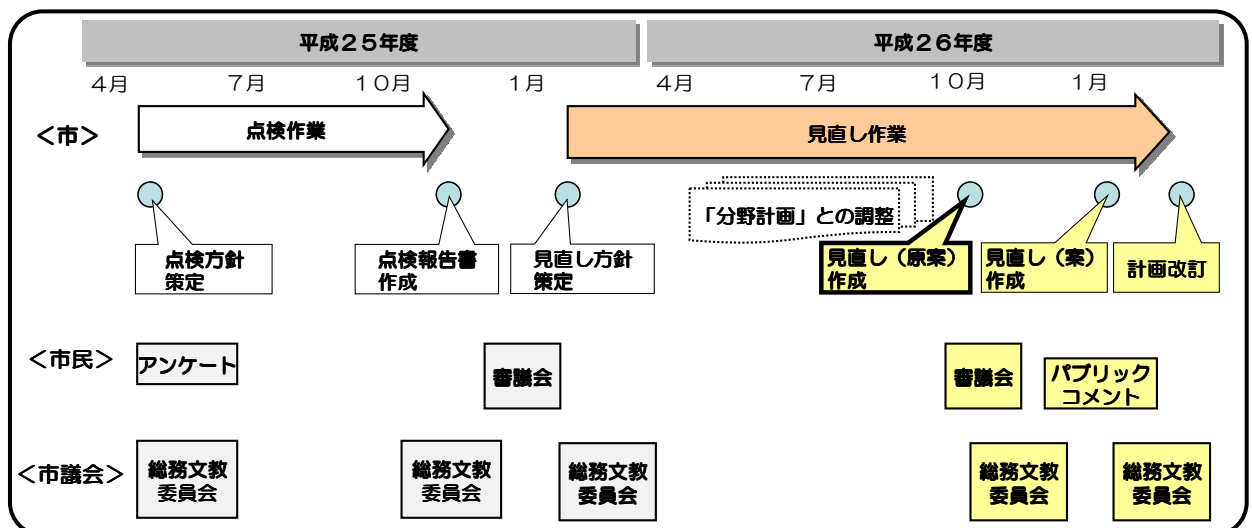 平成２５年度
平成２６年度
４月
７月
１０月
１月
４月
７月
１０月
１月
＜市＞
点検作業
見直し作業
「分野計画」との調整
点検方針
策定
点検報告書
作成
見直し方針
策定
見直し（原案）
作成
見直し（案）
作成
計画改訂
＜市民＞
アンケート
審議会
審議会
パブリック
コメント
＜市議会＞
総務文教
委員会
総務文教
委員会
総務文教
委員会
総務文教
委員会
総務文教
委員会